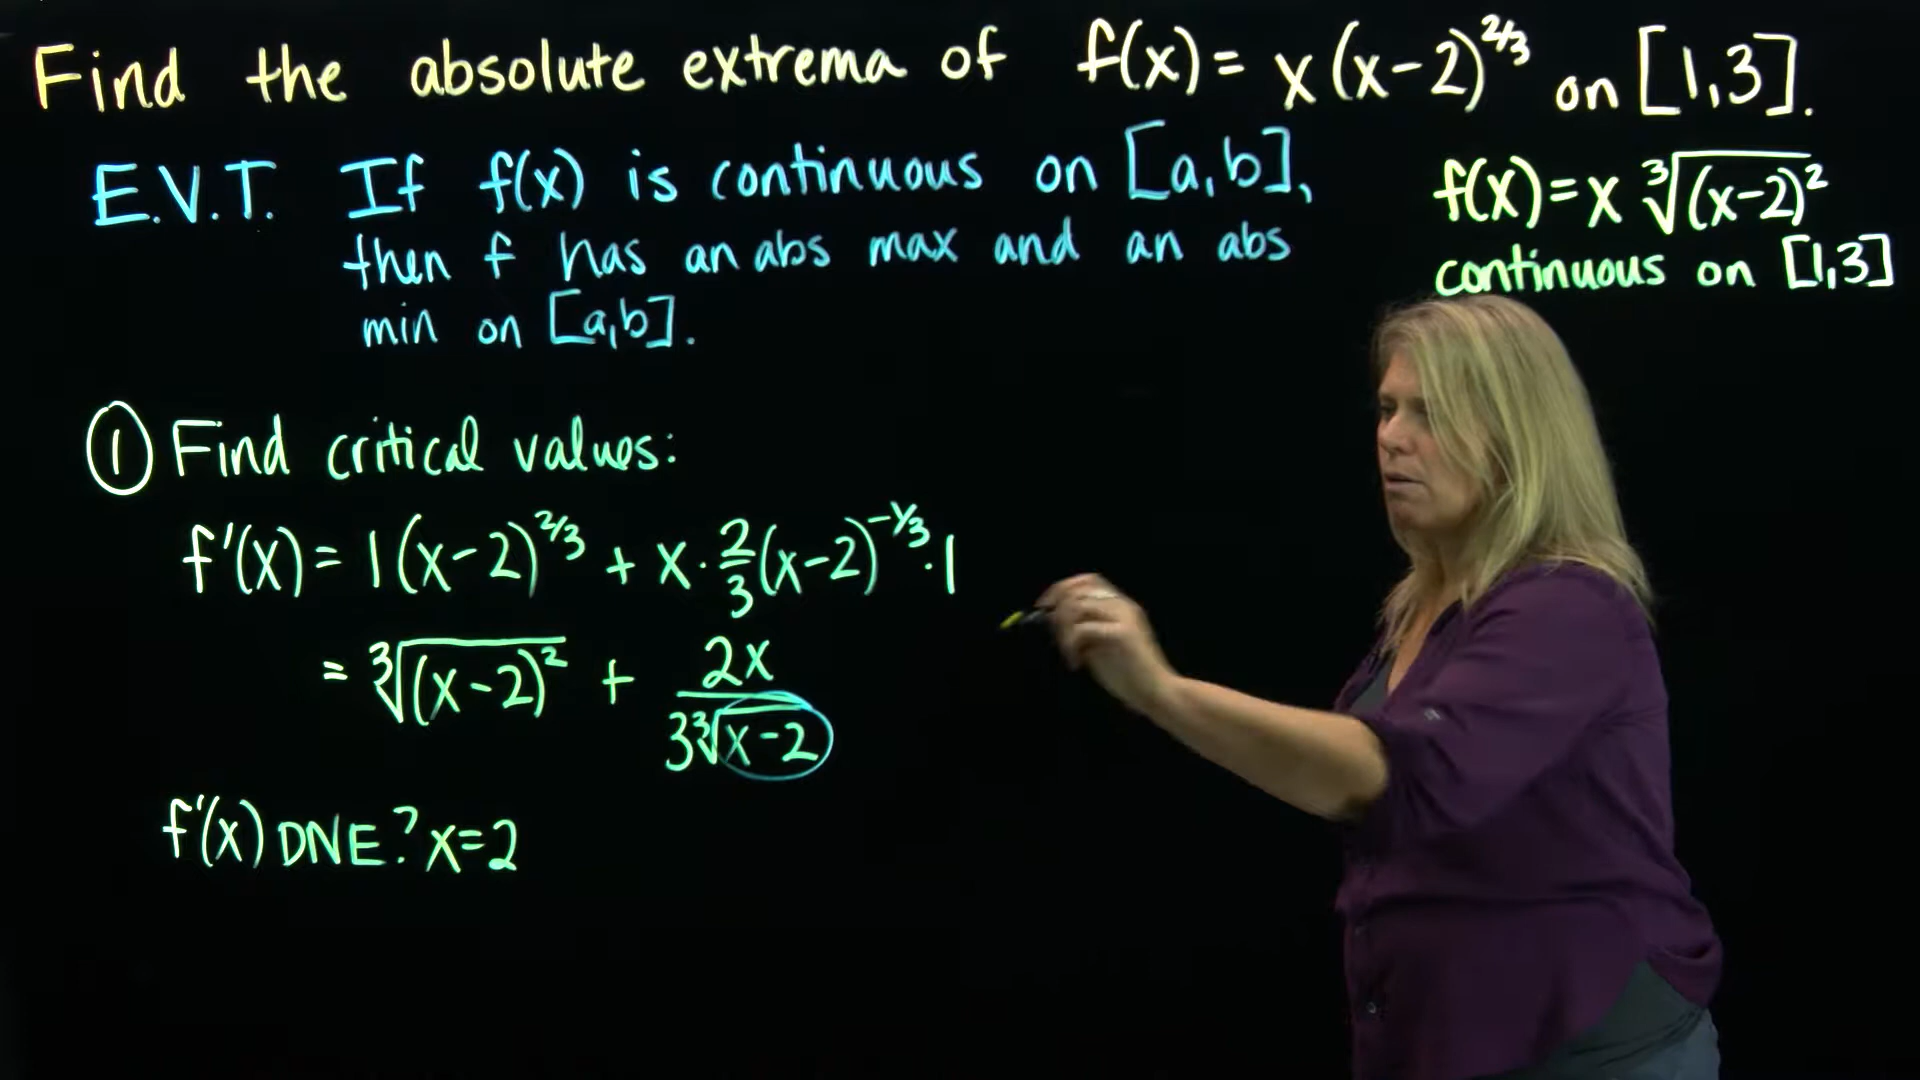 Find the absolute extrema of f(x) = x(x-2)^2/3 on [1,3].
E.V.T. If f(x) is continuous on [a,b],
then f has an abs max and an abs
min on [a,b].
f(x) = x ∛(x-2)²
continuous on [1,3]
① Find critical values:
f'(x) = 1(x-2)^2/3 + x · 2/3 (x-2)^-1/3 · 1
= ∛(x-2)² + 2x / 3∛x-2
f'(x) DNE? x=2